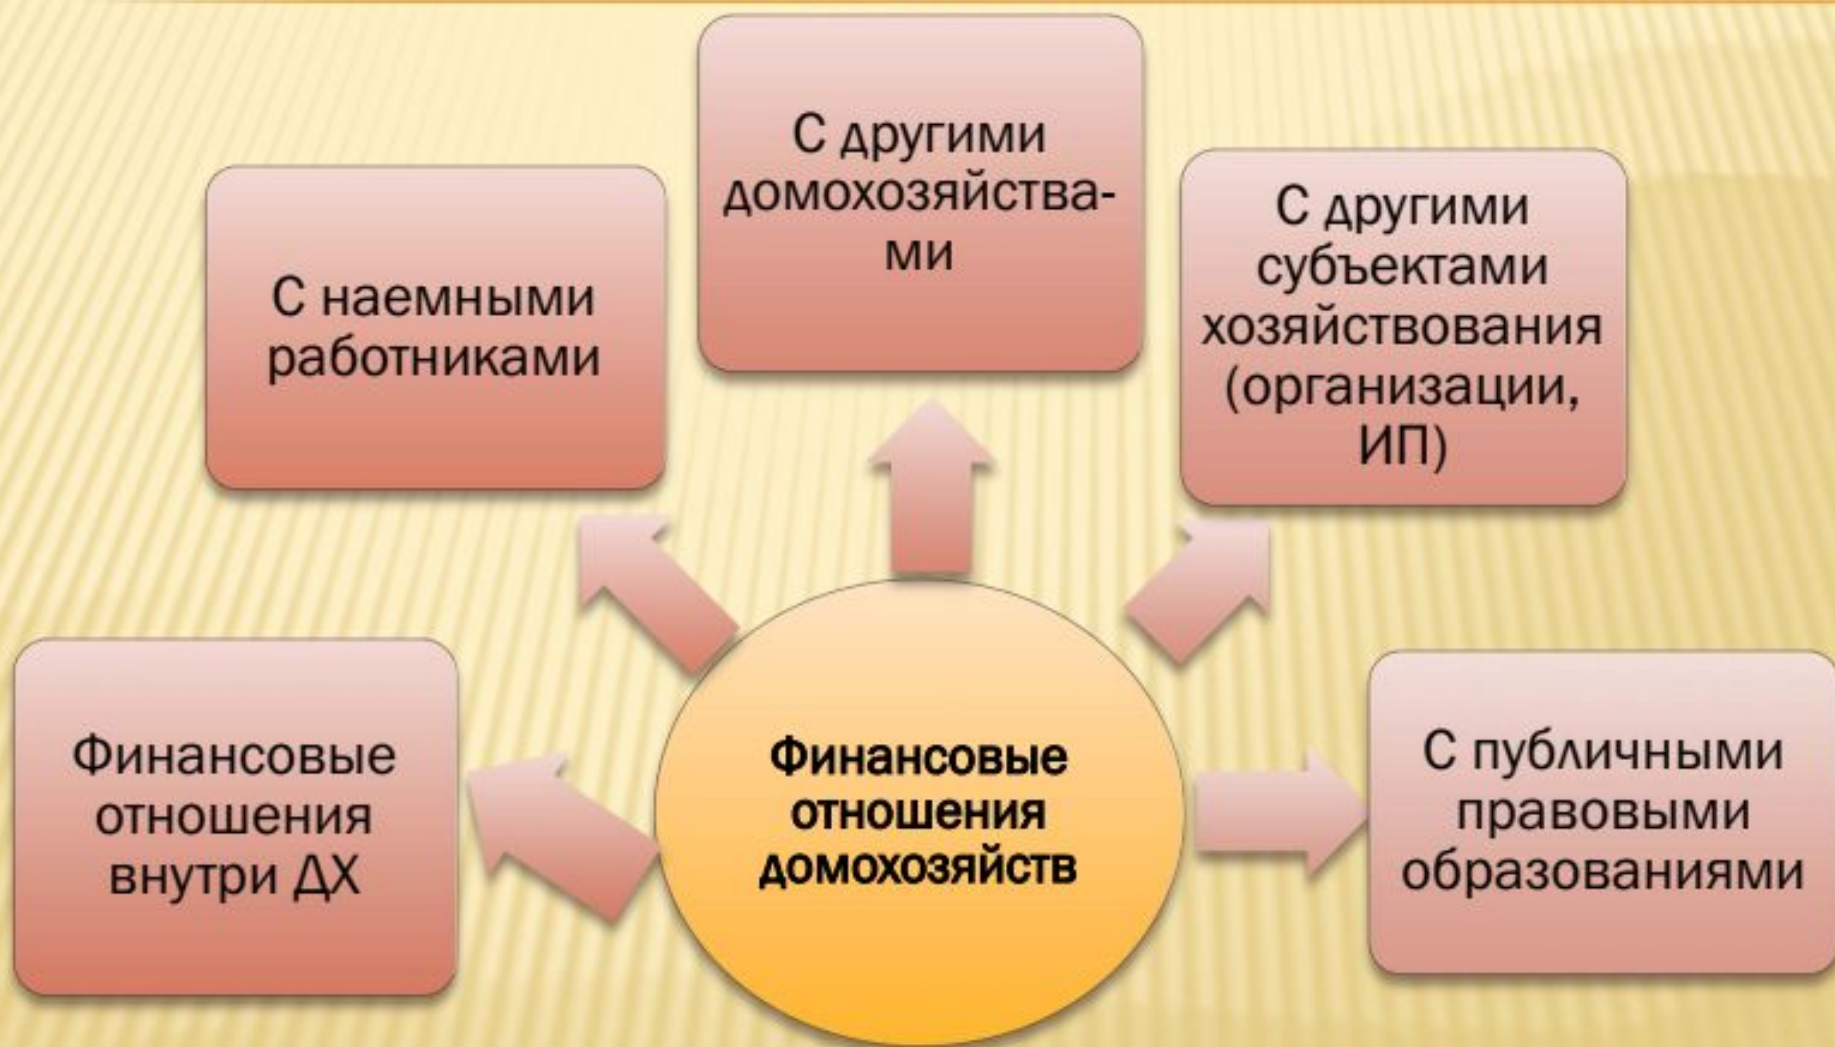 С другими
домохозяйства-
ми
С наемными
работниками
С другими
субъектами
хозяйствования
(организации,
ИП)
Финансовые
отношения
внутри ДХ
Финансовые
отношения
домохозяйств
С публичными
правовыми
образованиями